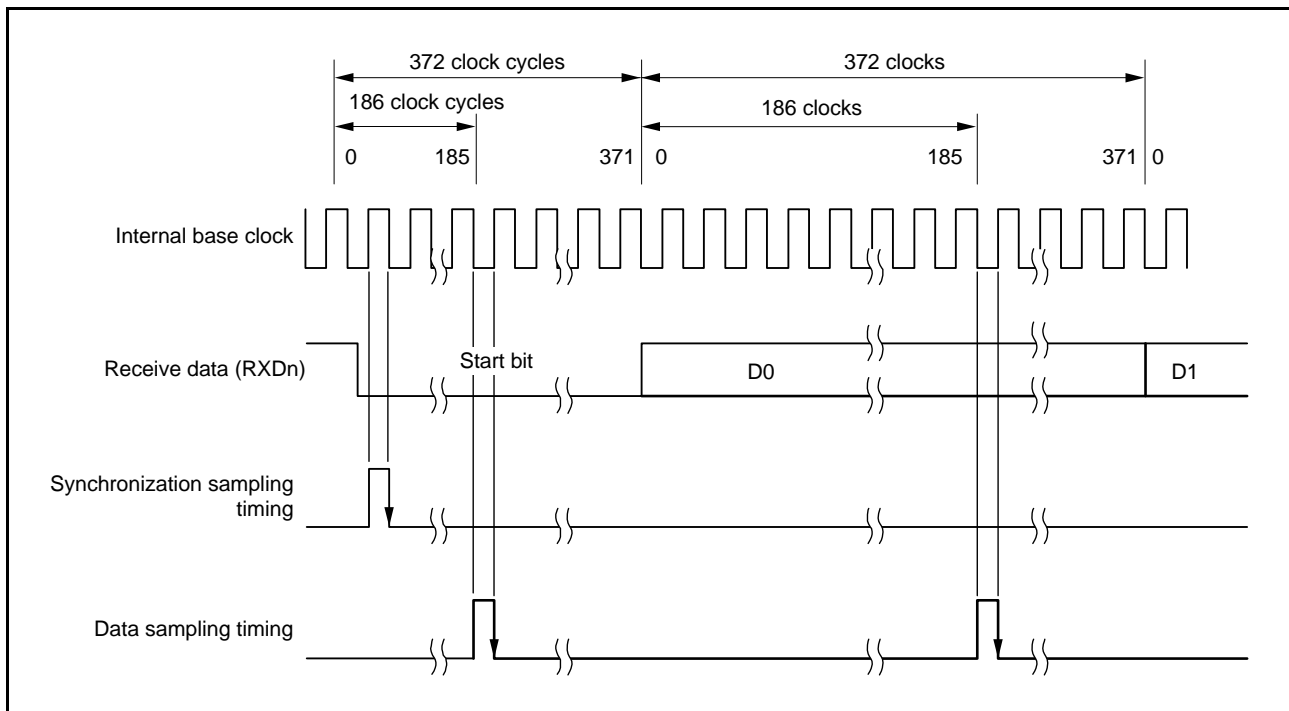 372 clock cycles
372 clocks
186 clock cycles
186 clocks
0
185
371
0
185
371
0
Internal base clock
Receive data (RXDn)
Start bit
D0
D1
Synchronization sampling
timing
Data sampling timing